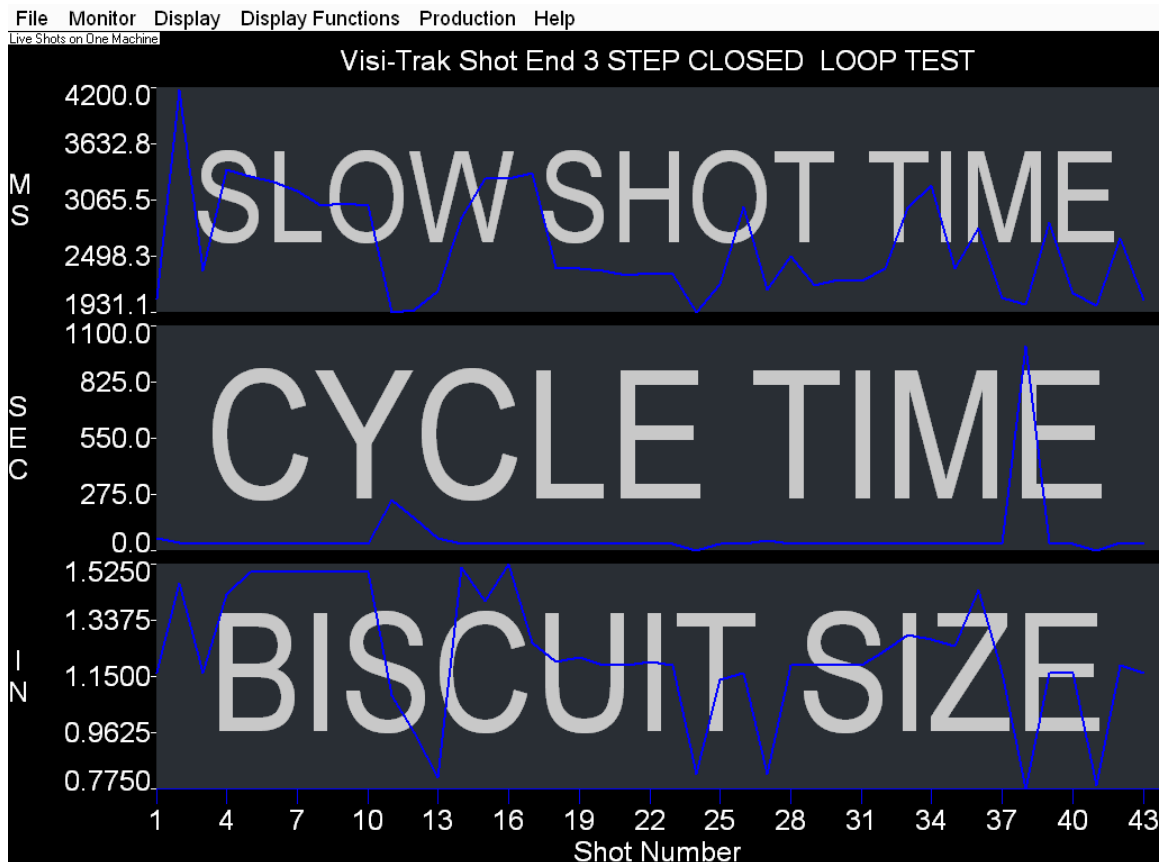 File Monitor Display Display Functions Production Help
Live Shots on One Machine
Visi-Trak Shot End 3 STEP CLOSED LOOP TEST
MS
4200.0
3632.8
3065.5
2498.3
1931.1
SLOW SHOT TIME
SEC
1100.0
825.0
550.0
275.0
0.0
CYCLE TIME
IN
1.5250
1.3375
1.1500
0.9625
0.7750
BISCUIT SIZE
1 4 7 10 13 16 19 22 25 28 31 34 37 40 43
Shot Number